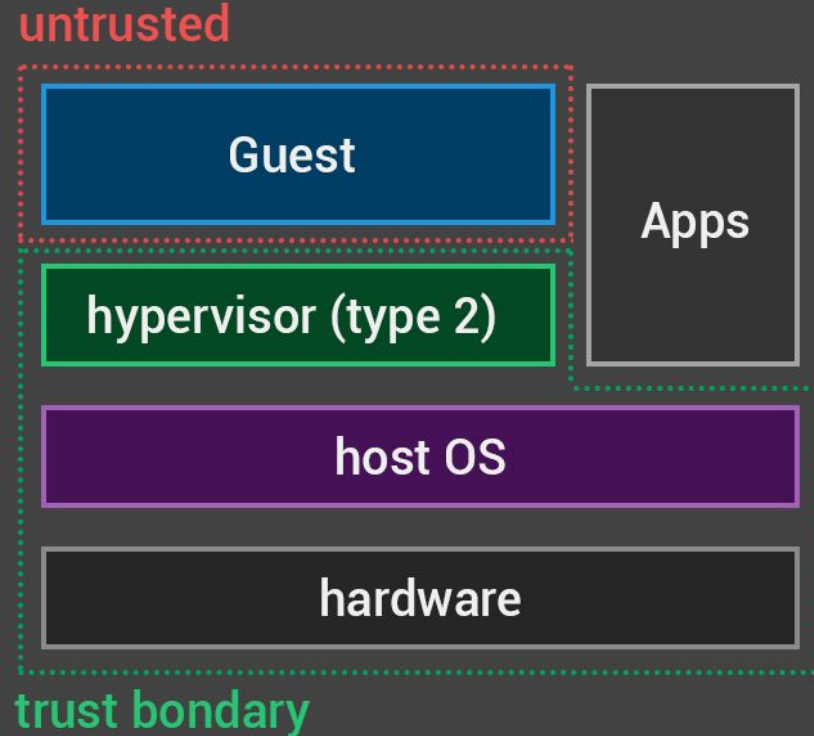 untrusted
Guest
Apps
hypervisor (type 2)
host OS
hardware
trust bondary